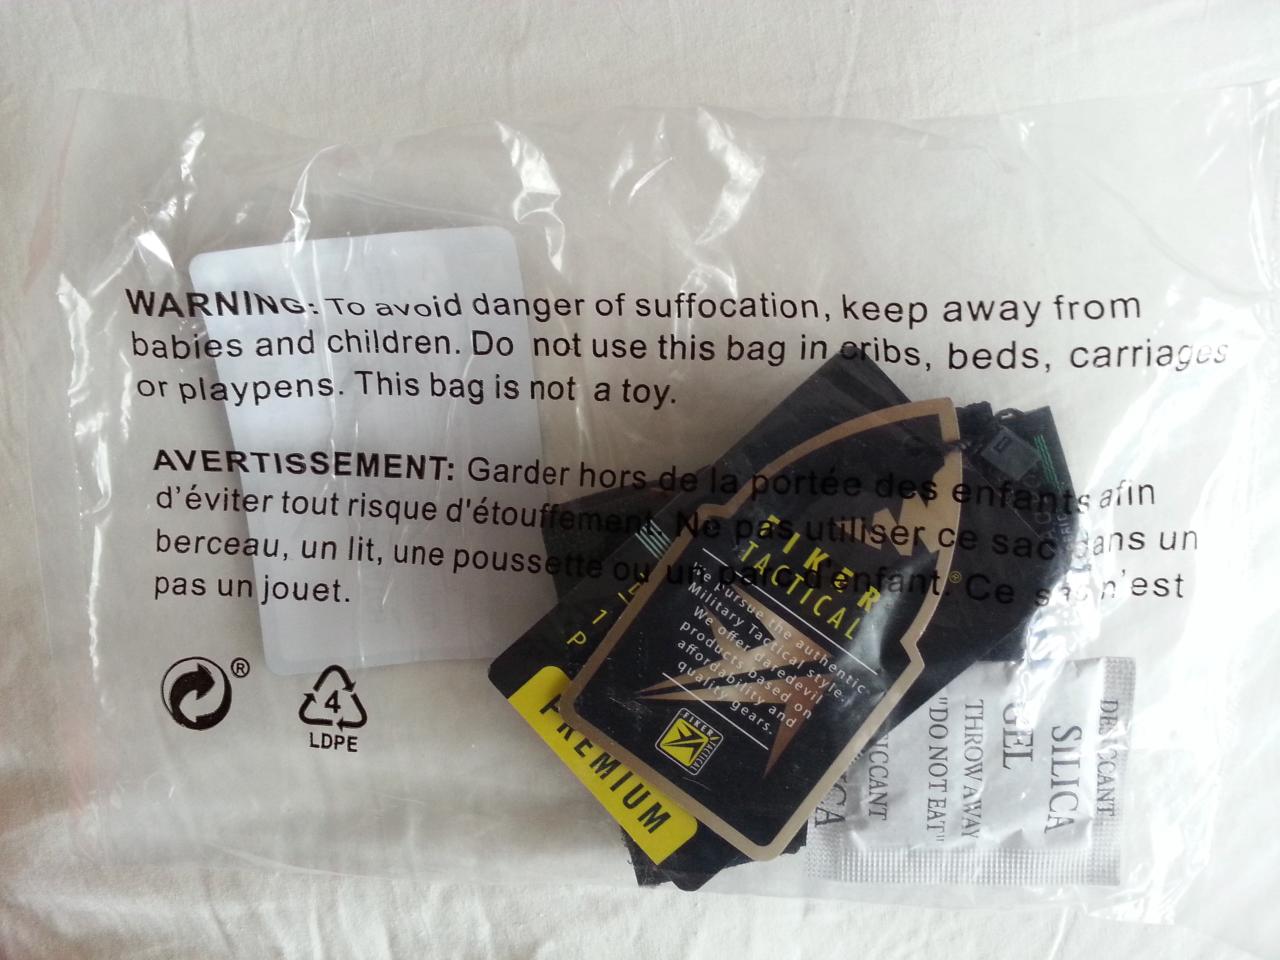 WARNING: To avoid danger of suffocation, keep away from
babies and children. Do not use this bag in cribs, beds, carriages
or playpens. This bag is not a toy.
AVERTISSEMENT: Garder hors de la portée des enfants afin
d'éviter tout risque d'étouffement. Ne pas utiliser ce sac dans un
berceau, un lit, une poussette ou un parc d'enfant. Ce sac n'est
pas un jouet.
®
4
LDPE
FIKER
TACTICAL®
We Pursue the authentic
Military Tactical style.
We offer daredevil
products based on
affordability and
quality gears.
FIKER TACTICAL
PREMIUM
DESICCANT
SILICA
GEL
THROW AWAY
"DO NOT EAT"